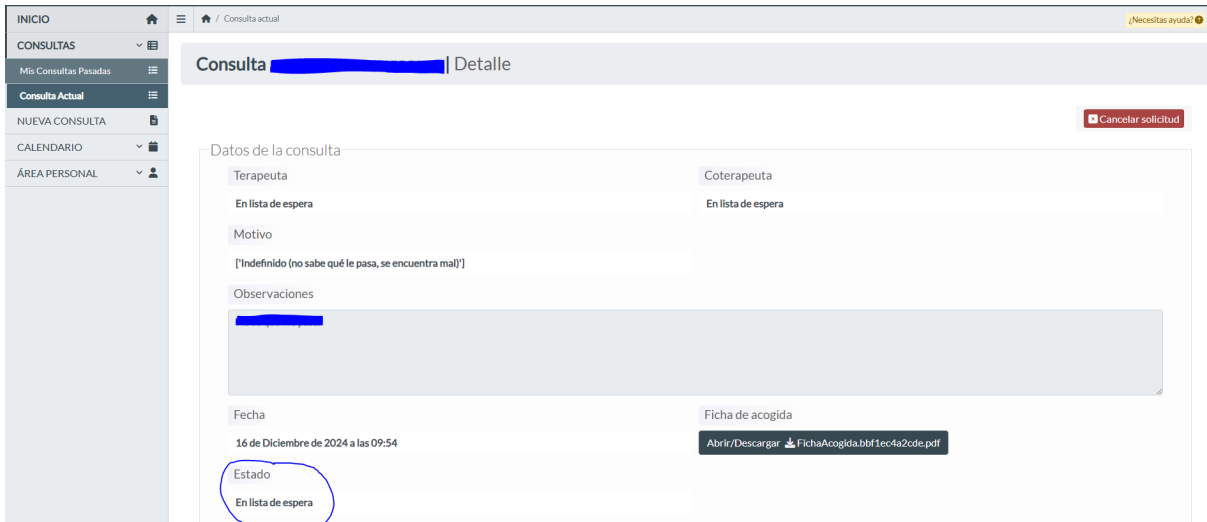 INICIO
Consulta actual
¿Necesitas ayuda?
CONSULTAS
Mis Consultas Pasadas
Consulta Actual
NUEVA CONSULTA
CALENDARIO
ÁREA PERSONAL
Consulta | Detalle
Cancelar solicitud
Datos de la consulta
Terapeuta
Coterapeuta
En lista de espera
En lista de espera
Motivo
['Indefinido (no sabe qué le pasa, se encuentra mal)']
Observaciones
Fecha
Ficha de acogida
16 de Diciembre de 2024 a las 09:54
Abrir/Descargar FichaAcogida.bbf1ec4a2cde.pdf
Estado
En lista de espera